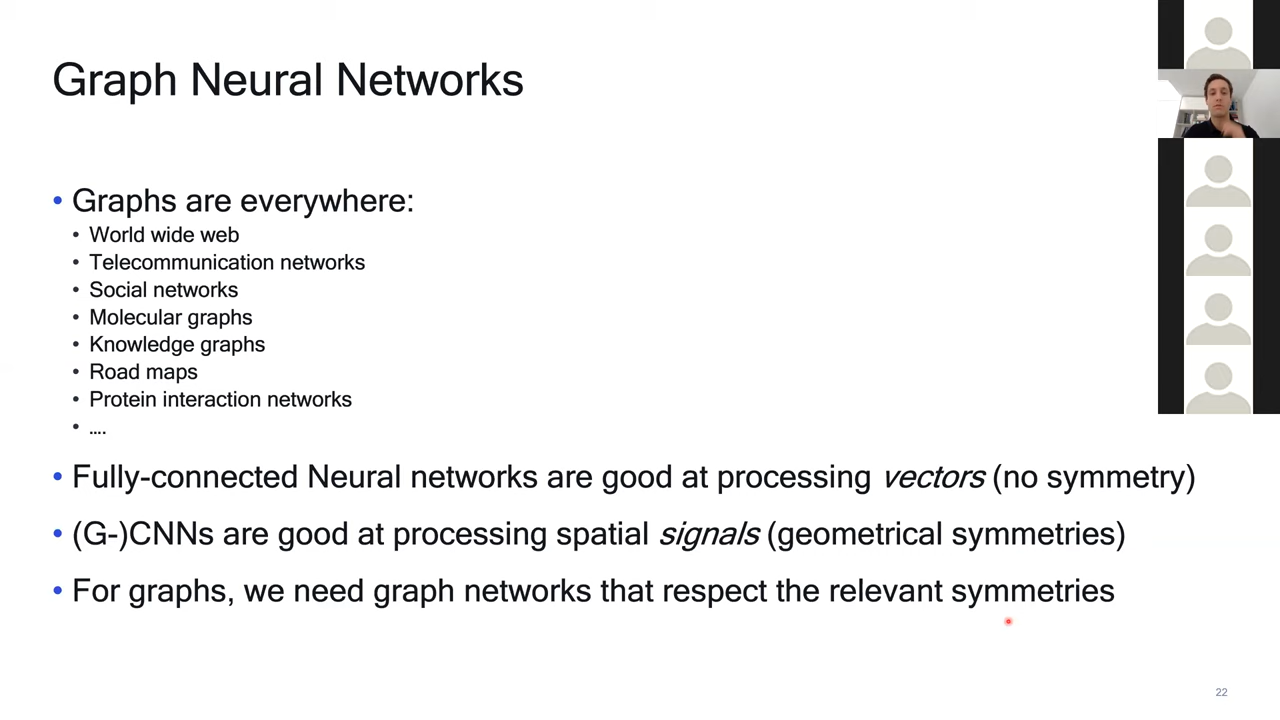 Graph Neural Networks
• Graphs are everywhere:
• World wide web
• Telecommunication networks
• Social networks
• Molecular graphs
• Knowledge graphs
• Road maps
• Protein interaction networks
• ....
• Fully-connected Neural networks are good at processing vectors (no symmetry)
• (G-)CNNs are good at processing spatial signals (geometrical symmetries)
• For graphs, we need graph networks that respect the relevant symmetries
22